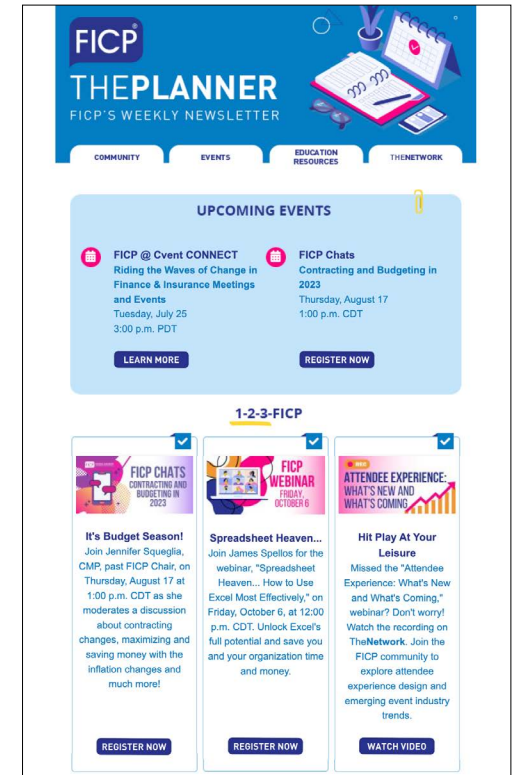 FICP
THEPLANNER
FICP'S WEEKLY NEWSLETTER
COMMUNITY
EVENTS
EDUCATION
RESOURCES
THENETWORK
UPCOMING EVENTS
FICP @ Cvent CONNECT
Riding the Waves of Change in
Finance & Insurance Meetings
and Events
Tuesday, July 25
3:00 p.m. PDT
LEARN MORE
FICP Chats
Contracting and Budgeting in
2023
Thursday, August 17
1:00 p.m. CDT
REGISTER NOW
1-2-3-FICP
FICP CHATS
CONTRACTING AND
BUDGETING IN
2023
It's Budget Season!
Join Jennifer Squeglia,
CMP, past FICP Chair, on
Thursday, August 17 at
1:00 p.m. CDT as she
moderates a discussion
about contracting
changes, maximizing and
saving money with the
inflation changes and
much more!
REGISTER NOW
FICP
WEBINAR
FRIDAY,
OCTOBER 6
Spreadsheet Heaven...
Join James Spellos for the
webinar, "Spreadsheet
Heaven... How to Use
Excel Most Effectively," on
Friday, October 6, at 12:00
p.m. CDT. Unlock Excel's
full potential and save you
and your organization time
and money.
REGISTER NOW
ATTENDEE EXPERIENCE:
WHAT'S NEW AND
WHAT'S COMING
Hit Play At Your
Leisure
Missed the "Attendee
Experience: What's New
and What's Coming,"
webinar? Don't worry!
Watch the recording on
TheNetwork. Join the
FICP community to
explore attendee
experience design and
emerging event industry
trends.
WATCH VIDEO